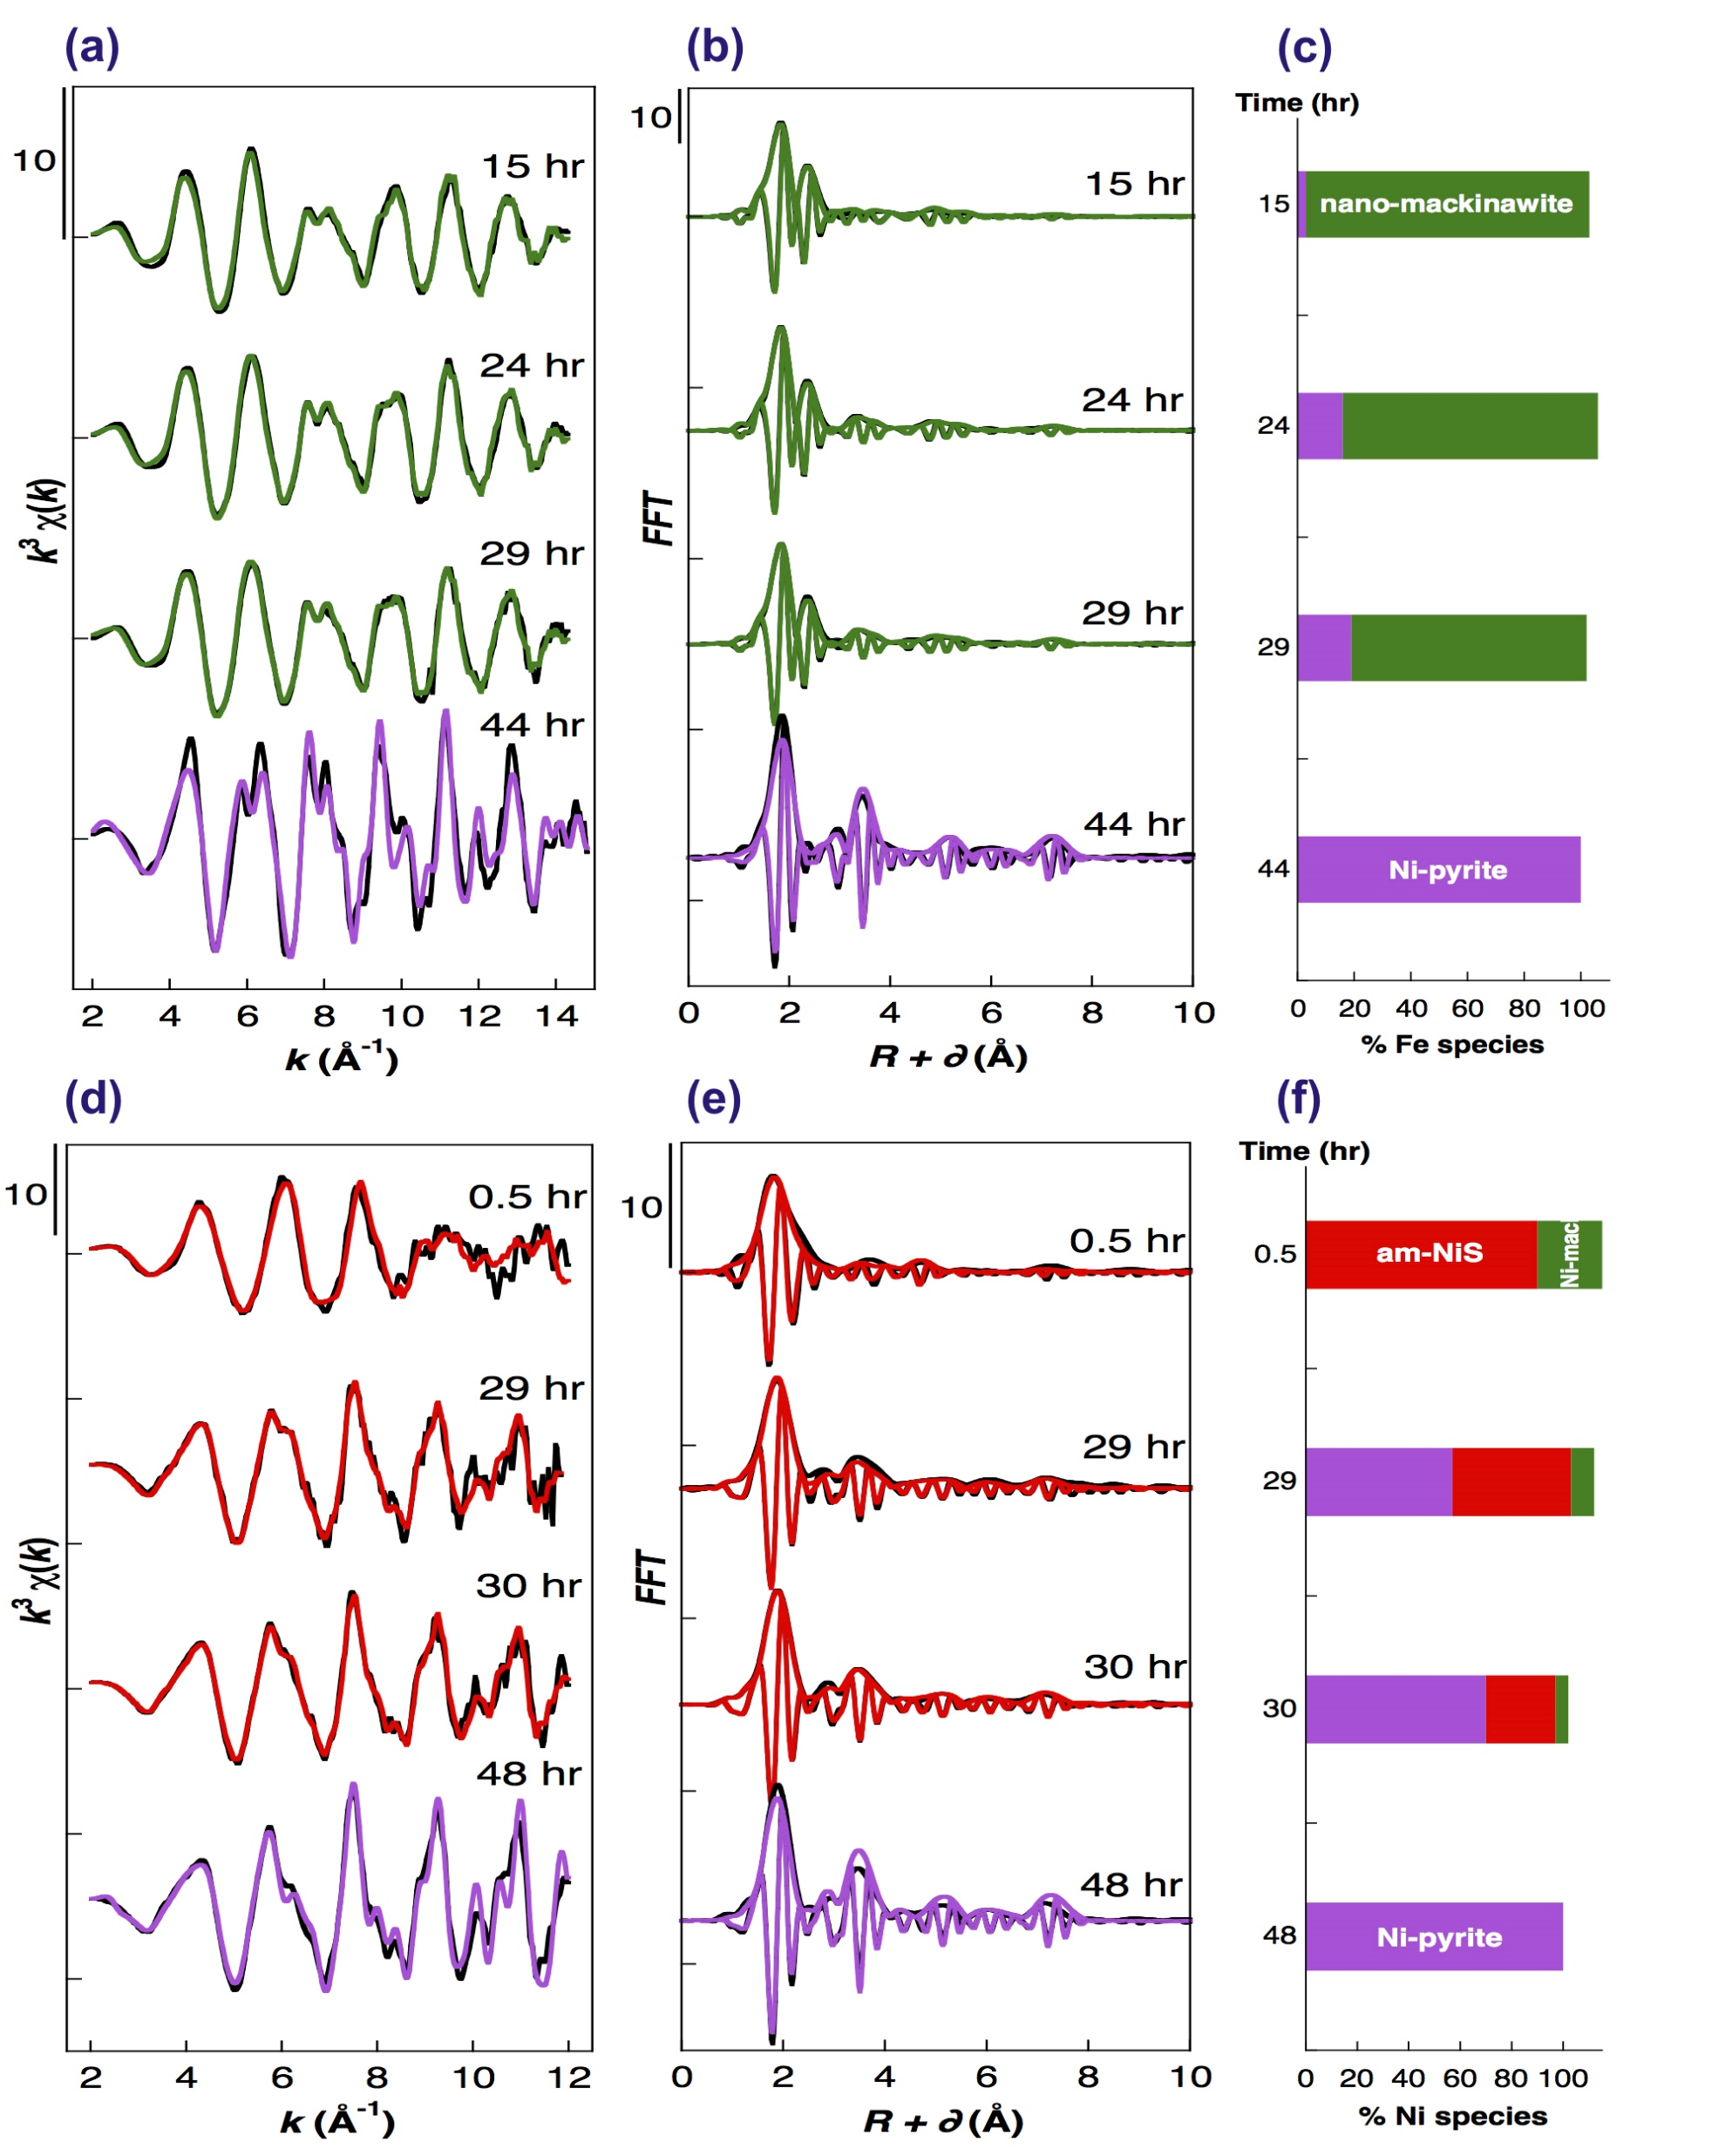 (a)
(b)
(c)
10
15 hr
24 hr
29 hr
44 hr
k³ χ(k)
2 4 6 8 10 12 14
k (Å⁻¹)
10
15 hr
24 hr
29 hr
44 hr
FFT
0 2 4 6 8 10
R + ∂ (Å)
Time (hr)
15 nano-mackinawite
24
29
44 Ni-pyrite
0 20 40 60 80 100
% Fe species
(d)
(e)
(f)
10
0.5 hr
29 hr
30 hr
48 hr
k³ χ(k)
2 4 6 8 10 12
k (Å⁻¹)
10
0.5 hr
29 hr
30 hr
48 hr
FFT
0 2 4 6 8 10
R + ∂ (Å)
Time (hr)
0.5 am-NiS Ni-mac
29
30
48 Ni-pyrite
0 20 40 60 80 100
% Ni species